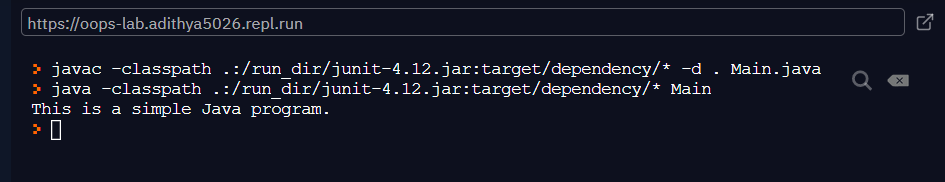 https://oops-lab.adithya5026.repl.run
> javac -classpath .:/run_dir/junit-4.12.jar:target/dependency/* -d . Main.java
> java -classpath .:/run_dir/junit-4.12.jar:target/dependency/* Main
This is a simple Java program.
>